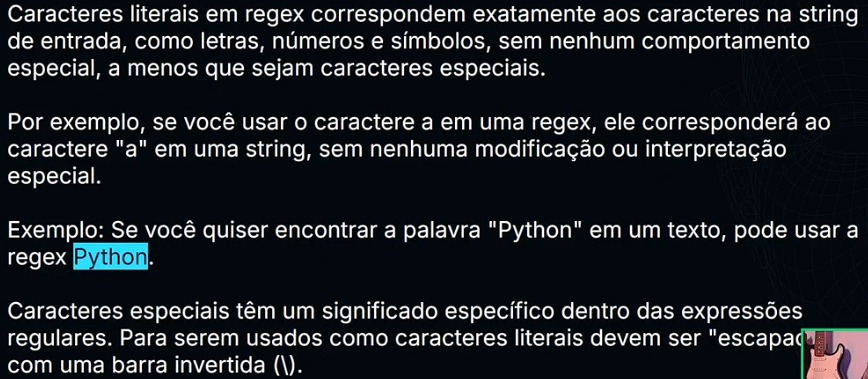 Caracteres literais em regex correspondem exatamente aos caracteres na string
de entrada, como letras, números e símbolos, sem nenhum comportamento
especial, a menos que sejam caracteres especiais.
Por exemplo, se você usar o caractere a em uma regex, ele corresponderá ao
caractere "a" em uma string, sem nenhuma modificação ou interpretação
especial.
Exemplo: Se você quiser encontrar a palavra "Python" em um texto, pode usar a
regex Python.
Caracteres especiais têm um significado específico dentro das expressões
regulares. Para serem usados como caracteres literais devem ser
com uma barra invertida (\).